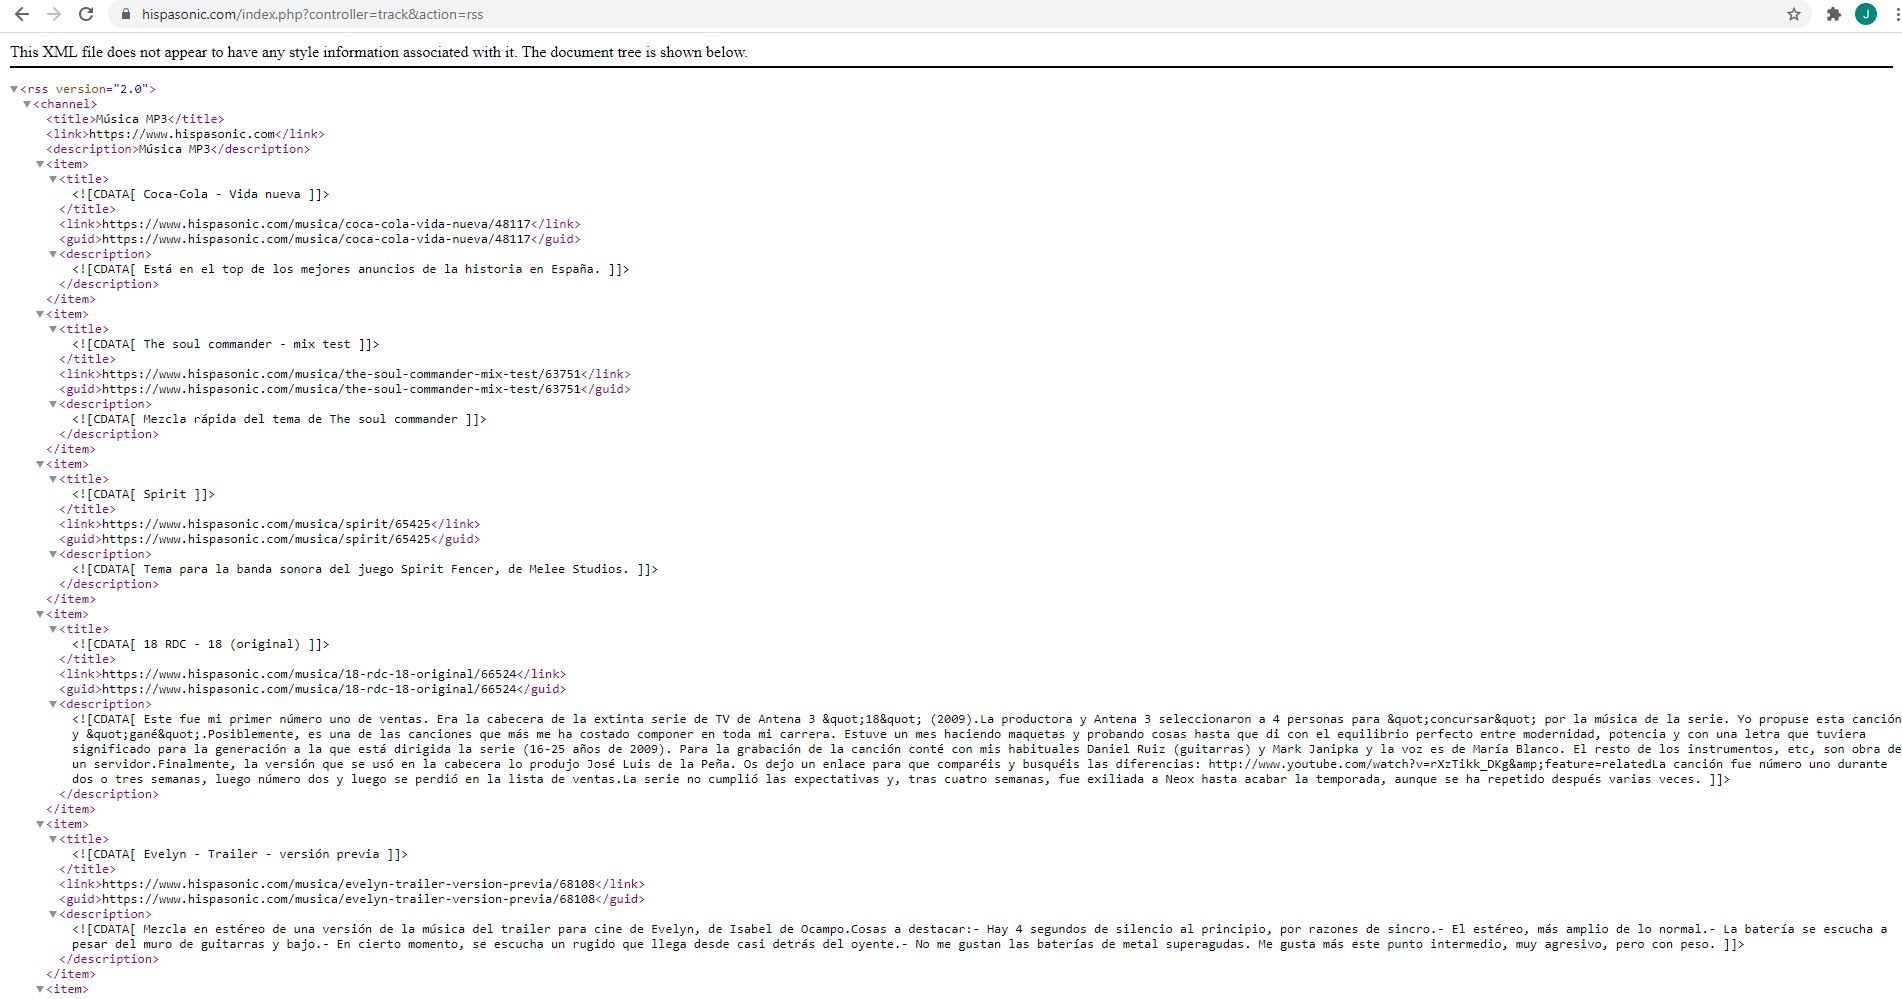 hispasonic.com/index.php?controller=track&action=rss
J
This XML file does not appear to have any style information associated with it. The document tree is shown below.
▼<rss version="2.0">
▼<channel>
<title>Música MP3</title>
<link>https://www.hispasonic.com</link>
<description>Música MP3</description>
▼<item>
▼<title>
<![CDATA[ Coca-Cola - Vida nueva ]]>
</title>
<link>https://www.hispasonic.com/musica/coca-cola-vida-nueva/48117</link>
<guid>https://www.hispasonic.com/musica/coca-cola-vida-nueva/48117</guid>
▼<description>
<![CDATA[ Está en el top de los mejores anuncios de la historia en España. ]]>
</description>
</item>
▼<item>
▼<title>
<![CDATA[ The soul commander - mix test ]]>
</title>
<link>https://www.hispasonic.com/musica/the-soul-commander-mix-test/63751</link>
<guid>https://www.hispasonic.com/musica/the-soul-commander-mix-test/63751</guid>
▼<description>
<![CDATA[ Mezcla rápida del tema de The soul commander ]]>
</description>
</item>
▼<item>
▼<title>
<![CDATA[ Spirit ]]>
</title>
<link>https://www.hispasonic.com/musica/spirit/65425</link>
<guid>https://www.hispasonic.com/musica/spirit/65425</guid>
▼<description>
<![CDATA[ Tema para la banda sonora del juego Spirit Fencer, de Melee Studios. ]]>
</description>
</item>
▼<item>
▼<title>
<![CDATA[ 18 RDC - 18 (original) ]]>
</title>
<link>https://www.hispasonic.com/musica/18-rdc-18-original/66524</link>
<guid>https://www.hispasonic.com/musica/18-rdc-18-original/66524</guid>
▼<description>
<![CDATA[ Este fue mi primer número uno de ventas. Era la cabecera de la extinta serie de TV de Antena 3 &quot;18&quot; (2009).La productora y Antena 3 seleccionaron a 4 personas para &quot;concursar&quot; por la música de la serie. Yo propuse esta canción
y &quot;gané&quot;.Posiblemente, es una de las canciones que más me ha costado componer en toda mi carrera. Estuve un mes haciendo maquetas y probando cosas hasta que di con el equilibrio perfecto entre modernidad, potencia y con una letra que tuviera
significado para la generación a la que está dirigida la serie (16-25 años de 2009). Para la grabación de la canción conté con mis habituales Daniel Ruiz (guitarras) y Mark Janipka y la voz es de María Blanco. El resto de los instrumentos, etc, son obra de
un servidor.Finalmente, la versión que se usó en la cabecera lo produjo José Luis de la Peña. Os dejo un enlace para que comparéis y busquéis las diferencias: http://www.youtube.com/watch?v=rXzTikk_DKg&amp;feature=relatedLa canción fue número uno durante
dos o tres semanas, luego número dos y luego se perdió en la lista de ventas.La serie no cumplió las expectativas y, tras cuatro semanas, fue exiliada a Neox hasta acabar la temporada, aunque se ha repetido después varias veces. ]]>
</description>
</item>
▼<item>
▼<title>
<![CDATA[ Evelyn - Trailer - versión previa ]]>
</title>
<link>https://www.hispasonic.com/musica/evelyn-trailer-version-previa/68108</link>
<guid>https://www.hispasonic.com/musica/evelyn-trailer-version-previa/68108</guid>
▼<description>
<![CDATA[ Mezcla en estéreo de una versión de la música del trailer para cine de Evelyn, de Isabel de Ocampo.Cosas a destacar:- Hay 4 segundos de silencio al principio, por razones de sincro.- El estéreo, más amplio de lo normal.- La batería se escucha a
pesar del muro de guitarras y bajo.- En cierto momento, se escucha un rugido que llega desde casi detrás del oyente.- No me gustan las baterías de metal superagudas. Me gusta más este punto intermedio, muy agresivo, pero con peso. ]]>
</description>
</item>
▼<item>